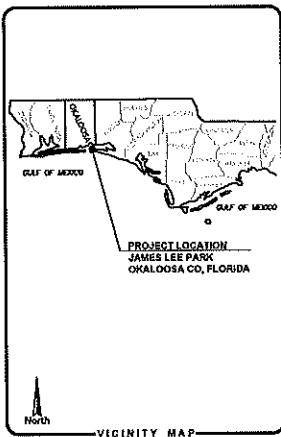 OKALOOSA
GULF OF MEXICO
GULF OF MEXICO
PROJECT LOCATION
JAMES LEE PARK
OKALOOSA CO, FLORIDA
North
VICINITY MAP